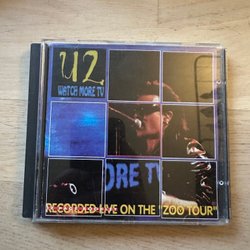 U2
WATCH MORE TV
ORE TV
RECORDED LIVE ON THE "ZOO TOUR"